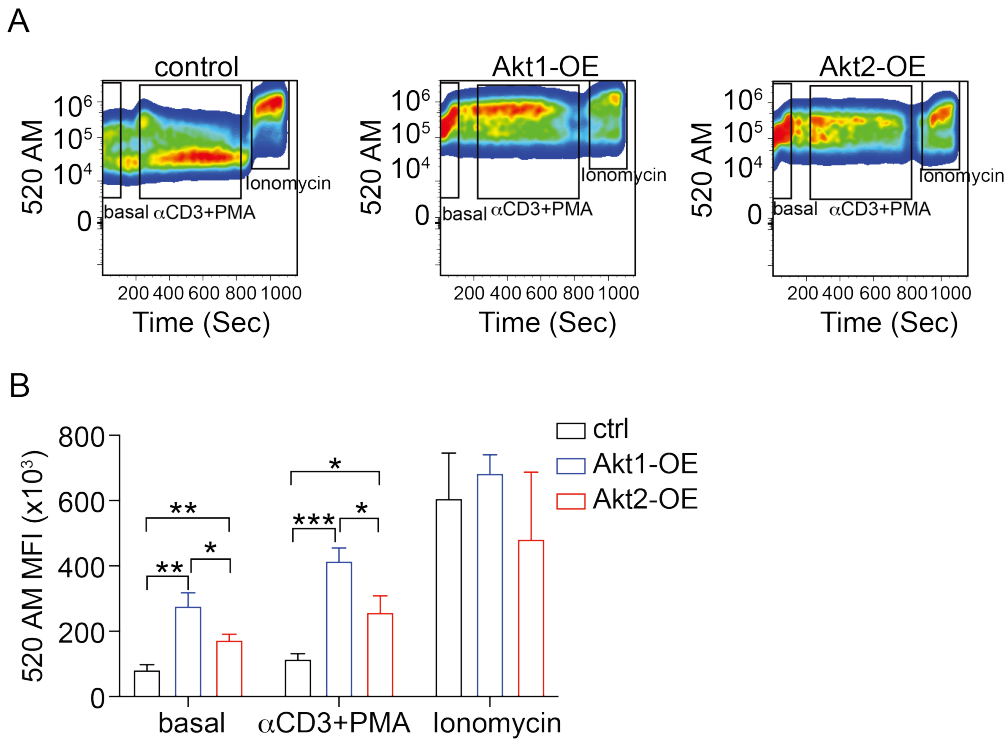 A
control
Akt1-OE
Akt2-OE
520 AM
10⁶
10⁵
10⁴
0
basal
αCD3+PMA
Ionomycin
200 400 600 800 1000
Time (Sec)
520 AM
10⁶
10⁵
10⁴
0
basal
αCD3+PMA
Ionomycin
200 400 600 800 1000
Time (Sec)
520 AM
10⁶
10⁵
10⁴
0
basal
αCD3+PMA
Ionomycin
200 400 600 800 1000
Time (Sec)
B
520 AM MFI (x10³)
800
600
400
200
0
**
**
*
*
***
*
ctrl
Akt1-OE
Akt2-OE
basal
αCD3+PMA
Ionomycin